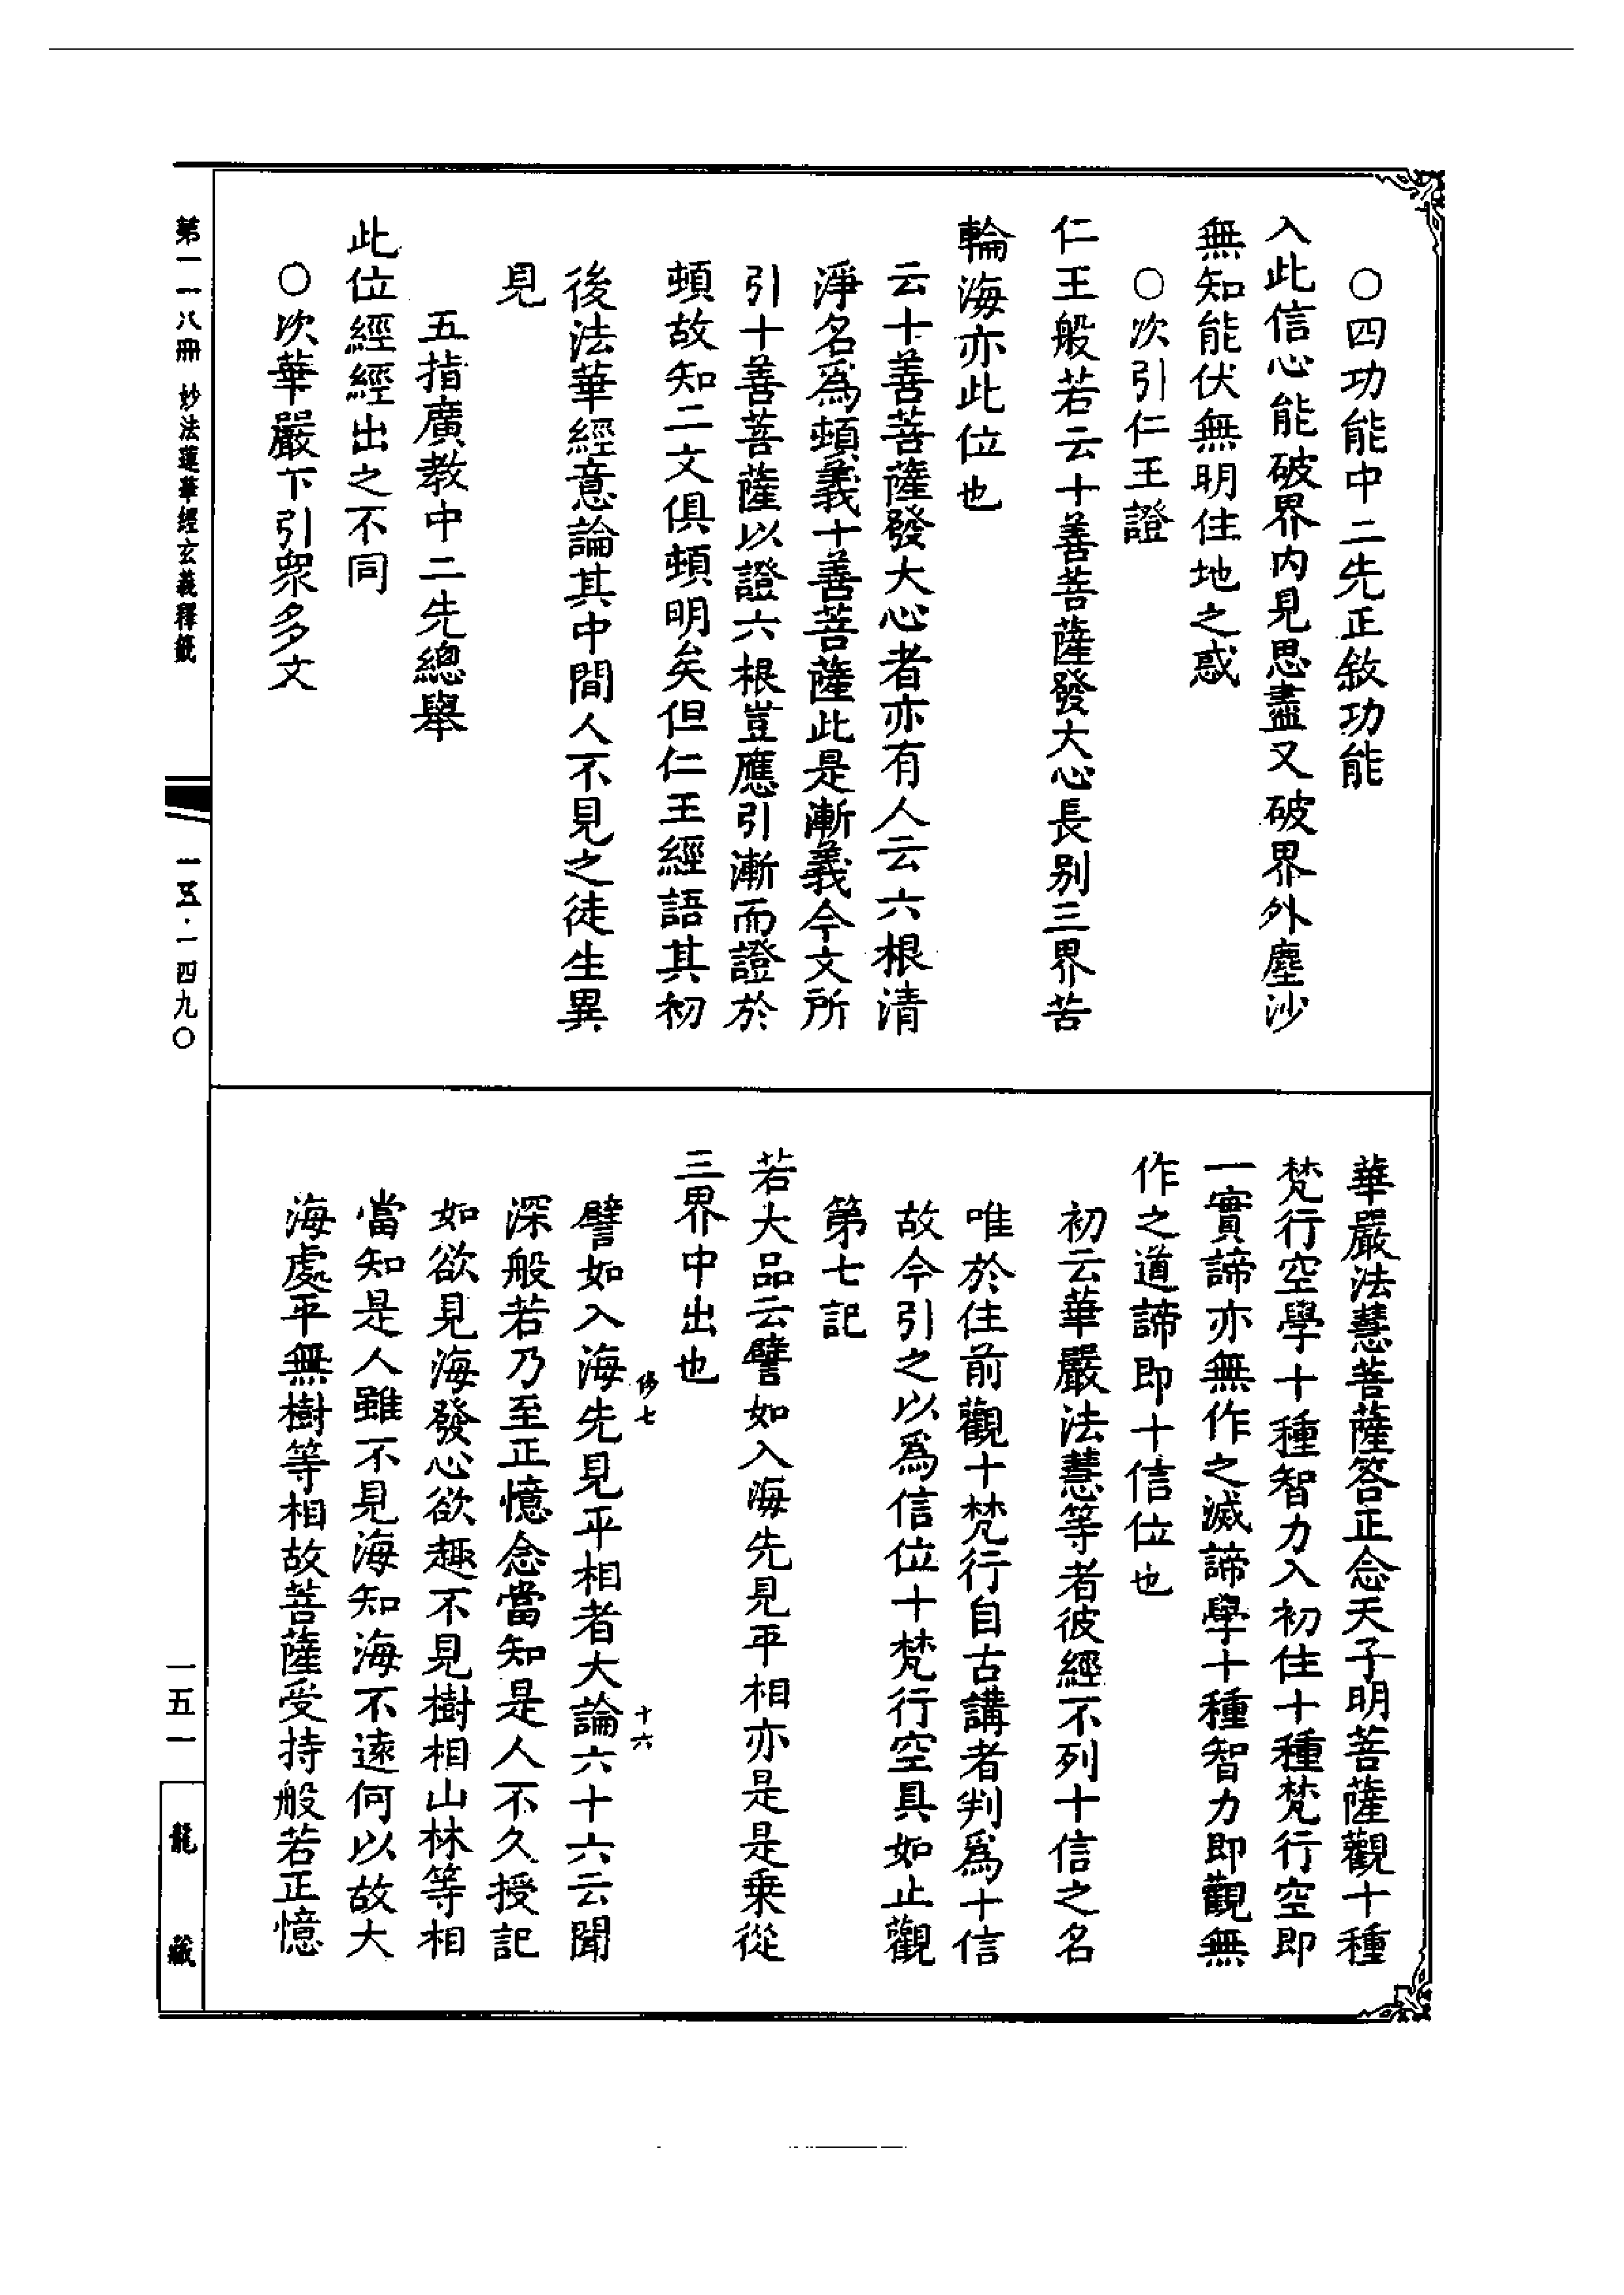 ○四功能中二先正敘功能
入此信心能破界內見思盡又破界外塵沙
無知能伏無明住地之惑
○次引仁王證
仁王般若云十善菩薩發大心長別三界苦
輪海亦此位也
云十善菩薩發大心者亦有人云六根清
淨名爲頓義十善菩薩此是漸義今文所
引十善菩薩以證六根豈應引漸而證於
頓故知二文俱頓明矣但仁王經語其初
後法華經意論其中間人不見之徒生異
見
五指廣教中二先總舉
此位經經出之不同
○次華嚴下引衆多文
華嚴法慧菩薩答正念天子明菩薩觀十種
梵行空學十種智力入初住十種梵行空即
一實諦亦無作之滅諦學十種智力即觀無
作之道諦即十信位也
初云華嚴法慧等者彼經不列十信之名
唯於住前觀十梵行自古講者判爲十信
故今引之以爲信位十梵行空具如止觀
第七記
若大品云譬如入海先見平相亦是是乗從
三界中出也
譬如入海先見平相者大論六十六云聞
深般若乃至正憶念當知是人不久授記
如欲見海發心欲趣不見樹相山林等相
當知是人雖不見海知海不遠何以故大
海處平無樹等相故菩薩受持般若正憶
七
十六
第一一八冊 妙法蓮華經玄義釋籤
一五·一四九〇
一五一
龍藏